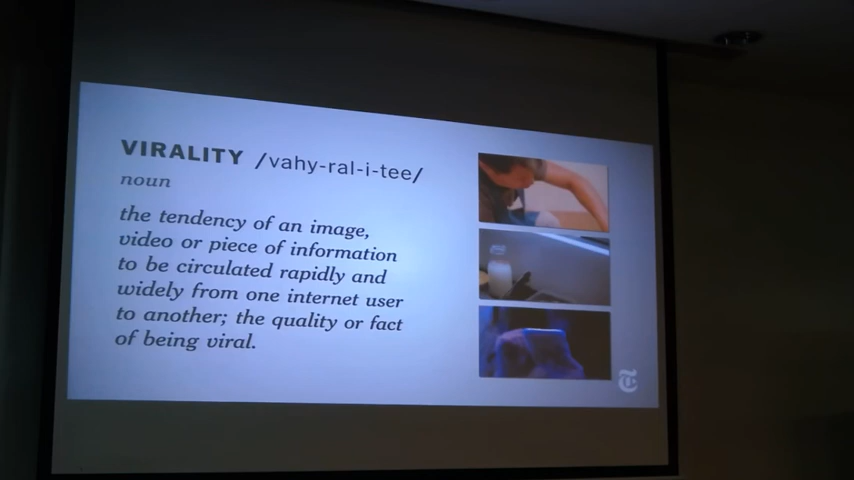 VIRALITY /vahy-ral-i-tee/
noun
the tendency of an image,
video or piece of information
to be circulated rapidly and
widely from one internet user
to another; the quality or fact
of being viral.
T